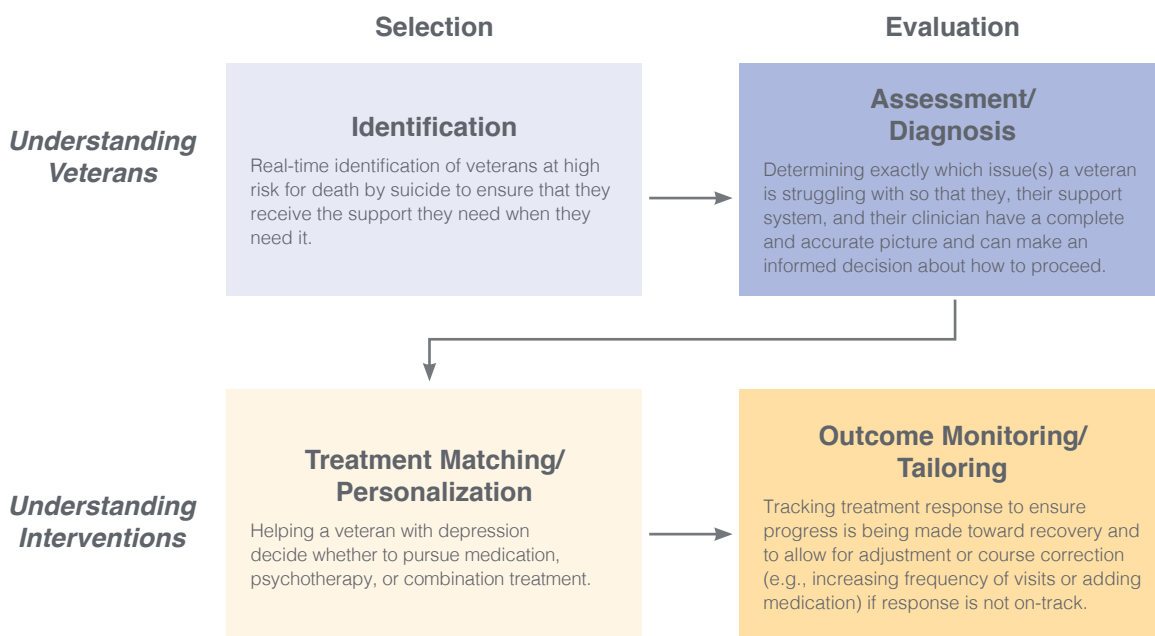 Selection
Evaluation
Understanding
Veterans
Identification
Real-time identification of veterans at high
risk for death by suicide to ensure that they
receive the support they need when they
need it.
Assessment/
Diagnosis
Determining exactly which issue(s) a veteran
is struggling with so that they, their support
system, and their clinician have a complete
and accurate picture and can make an
informed decision about how to proceed.
Understanding
Interventions
Treatment Matching/
Personalization
Helping a veteran with depression
decide whether to pursue medication,
psychotherapy, or combination treatment.
Outcome Monitoring/
Tailoring
Tracking treatment response to ensure
progress is being made toward recovery and
to allow for adjustment or course correction
(e.g., increasing frequency of visits or adding
medication) if response is not on-track.